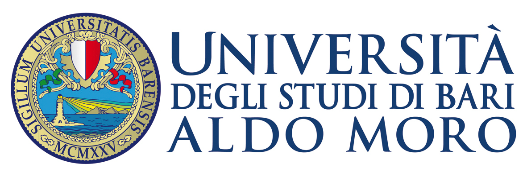 SIGILLUM UNIVERSITATIS BARENSIS
MCMXXV
UNIVERSITÀ
DEGLI STUDI DI BARI
ALDO MORO